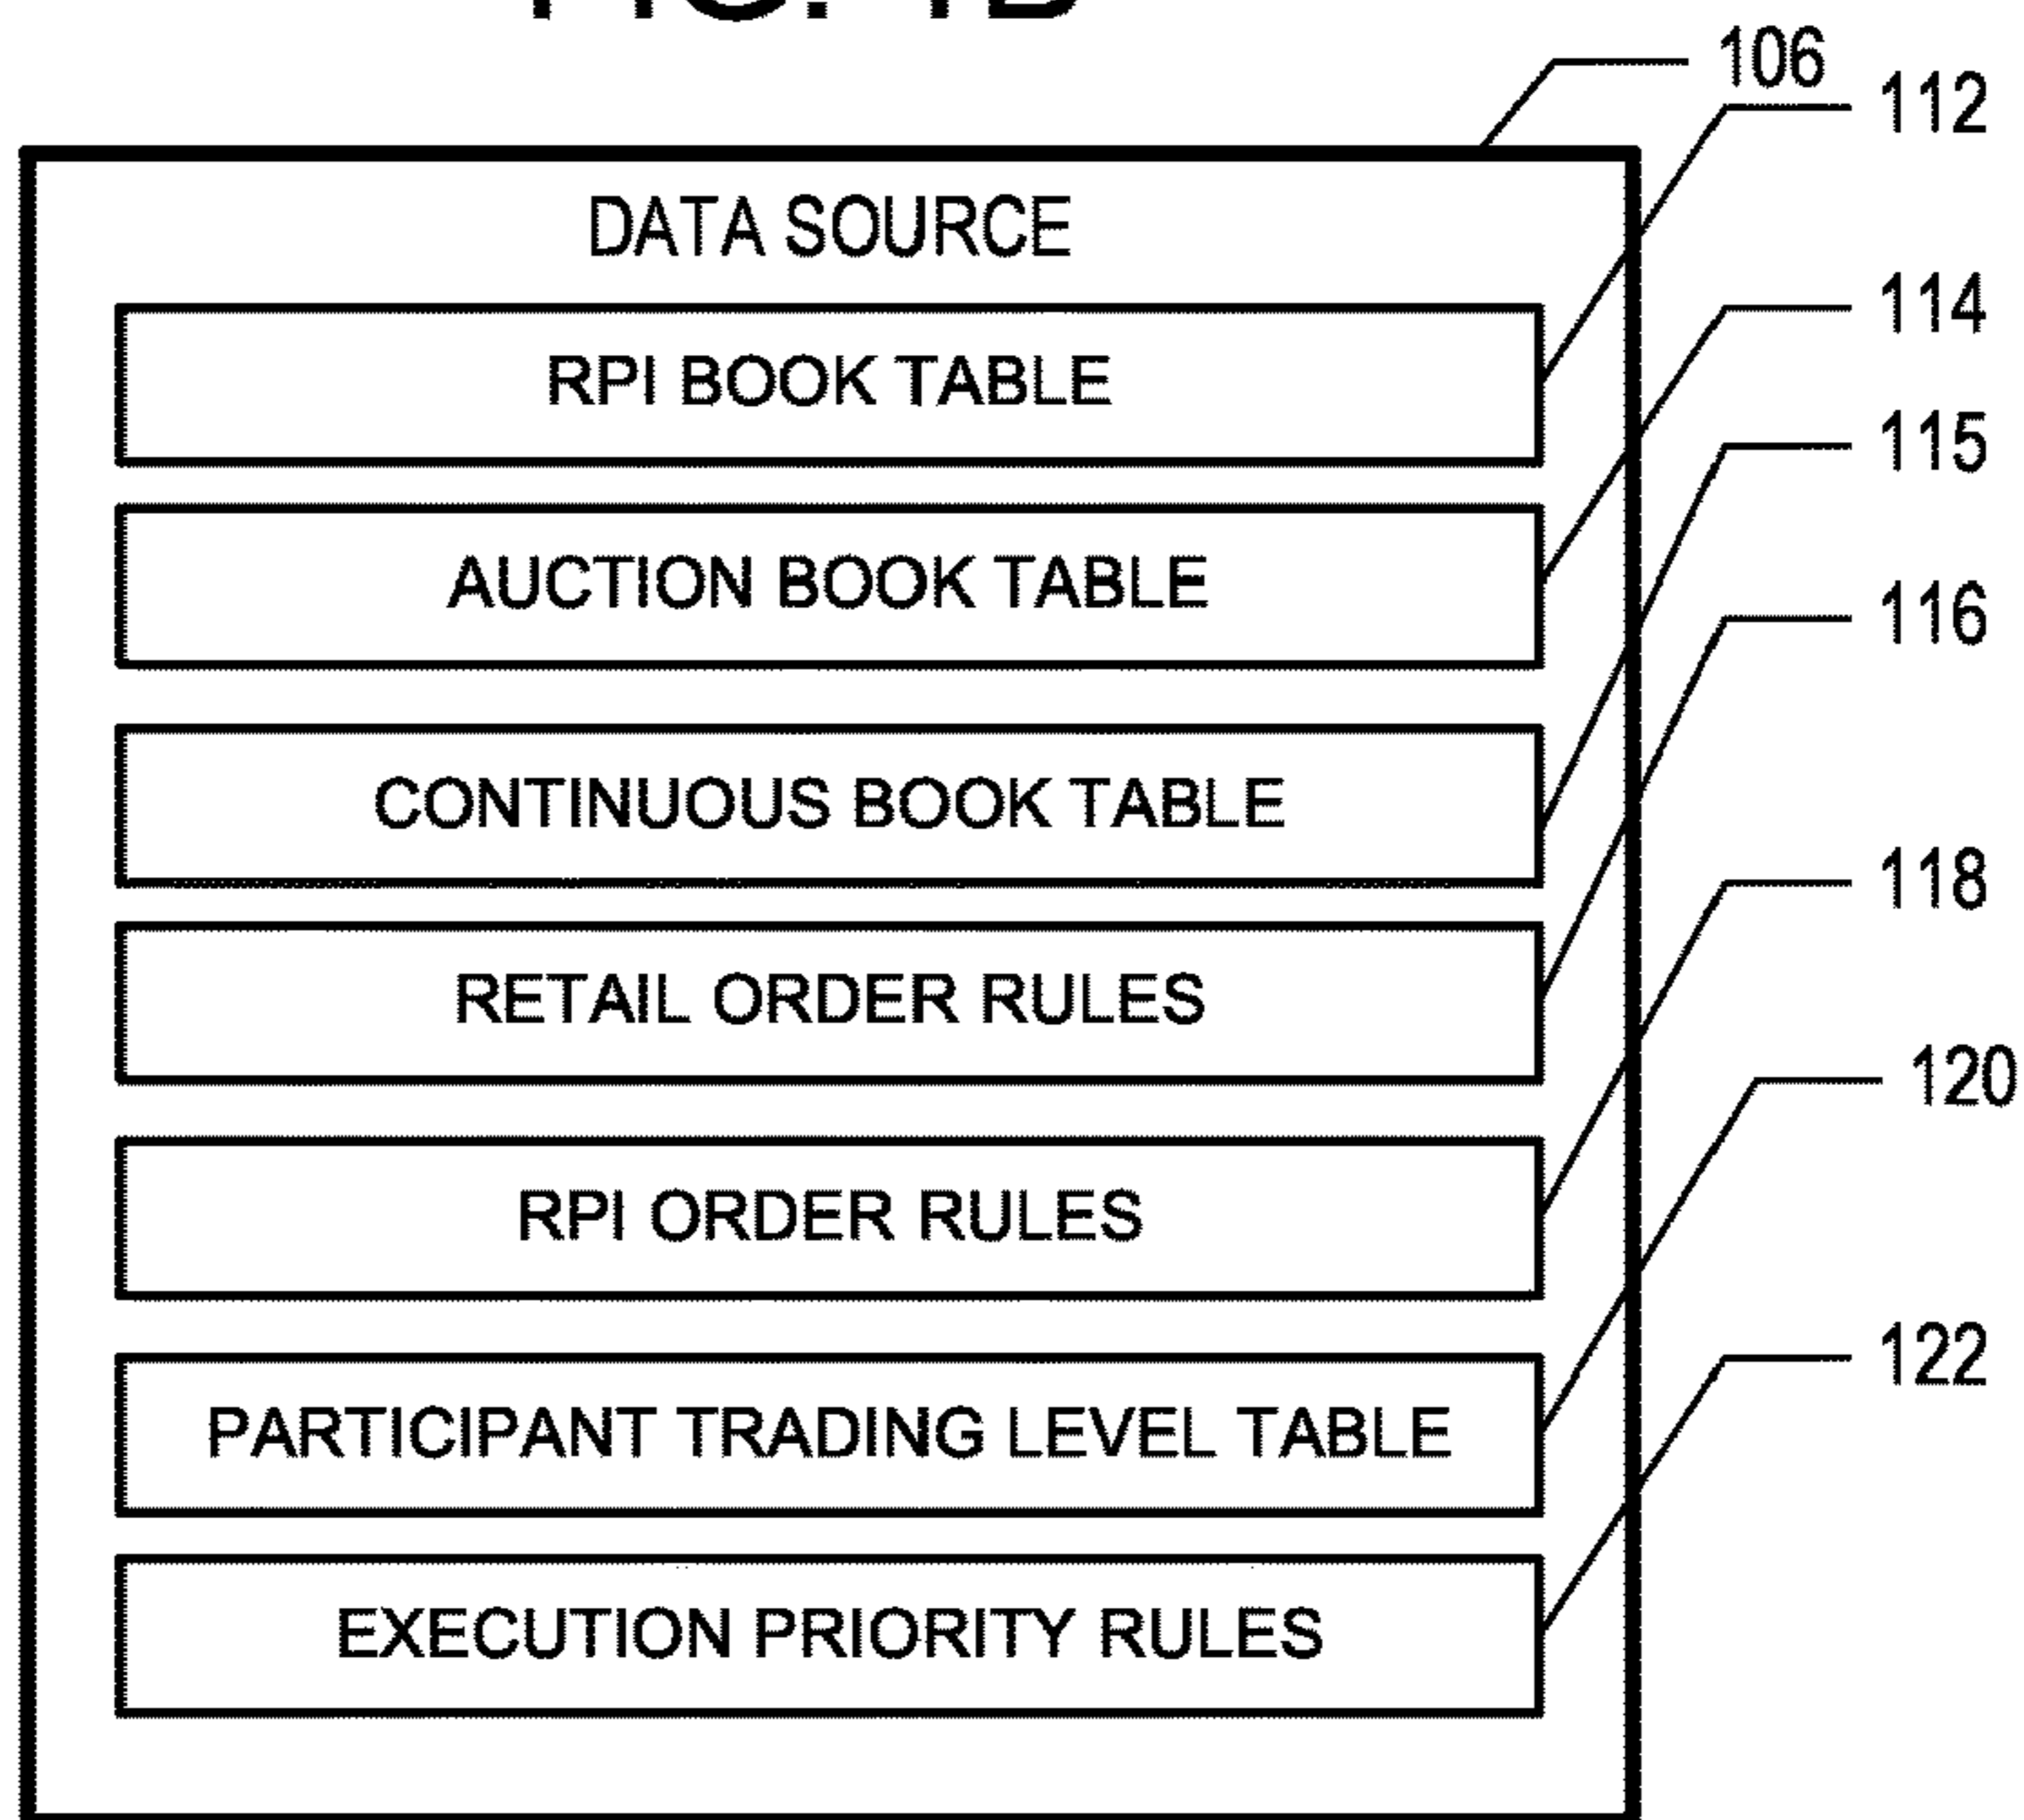 106
112
DATA SOURCE
RPI BOOK TABLE
114
AUCTION BOOK TABLE
115
CONTINUOUS BOOK TABLE
116
RETAIL ORDER RULES
118
RPI ORDER RULES
120
PARTICIPANT TRADING LEVEL TABLE
122
EXECUTION PRIORITY RULES